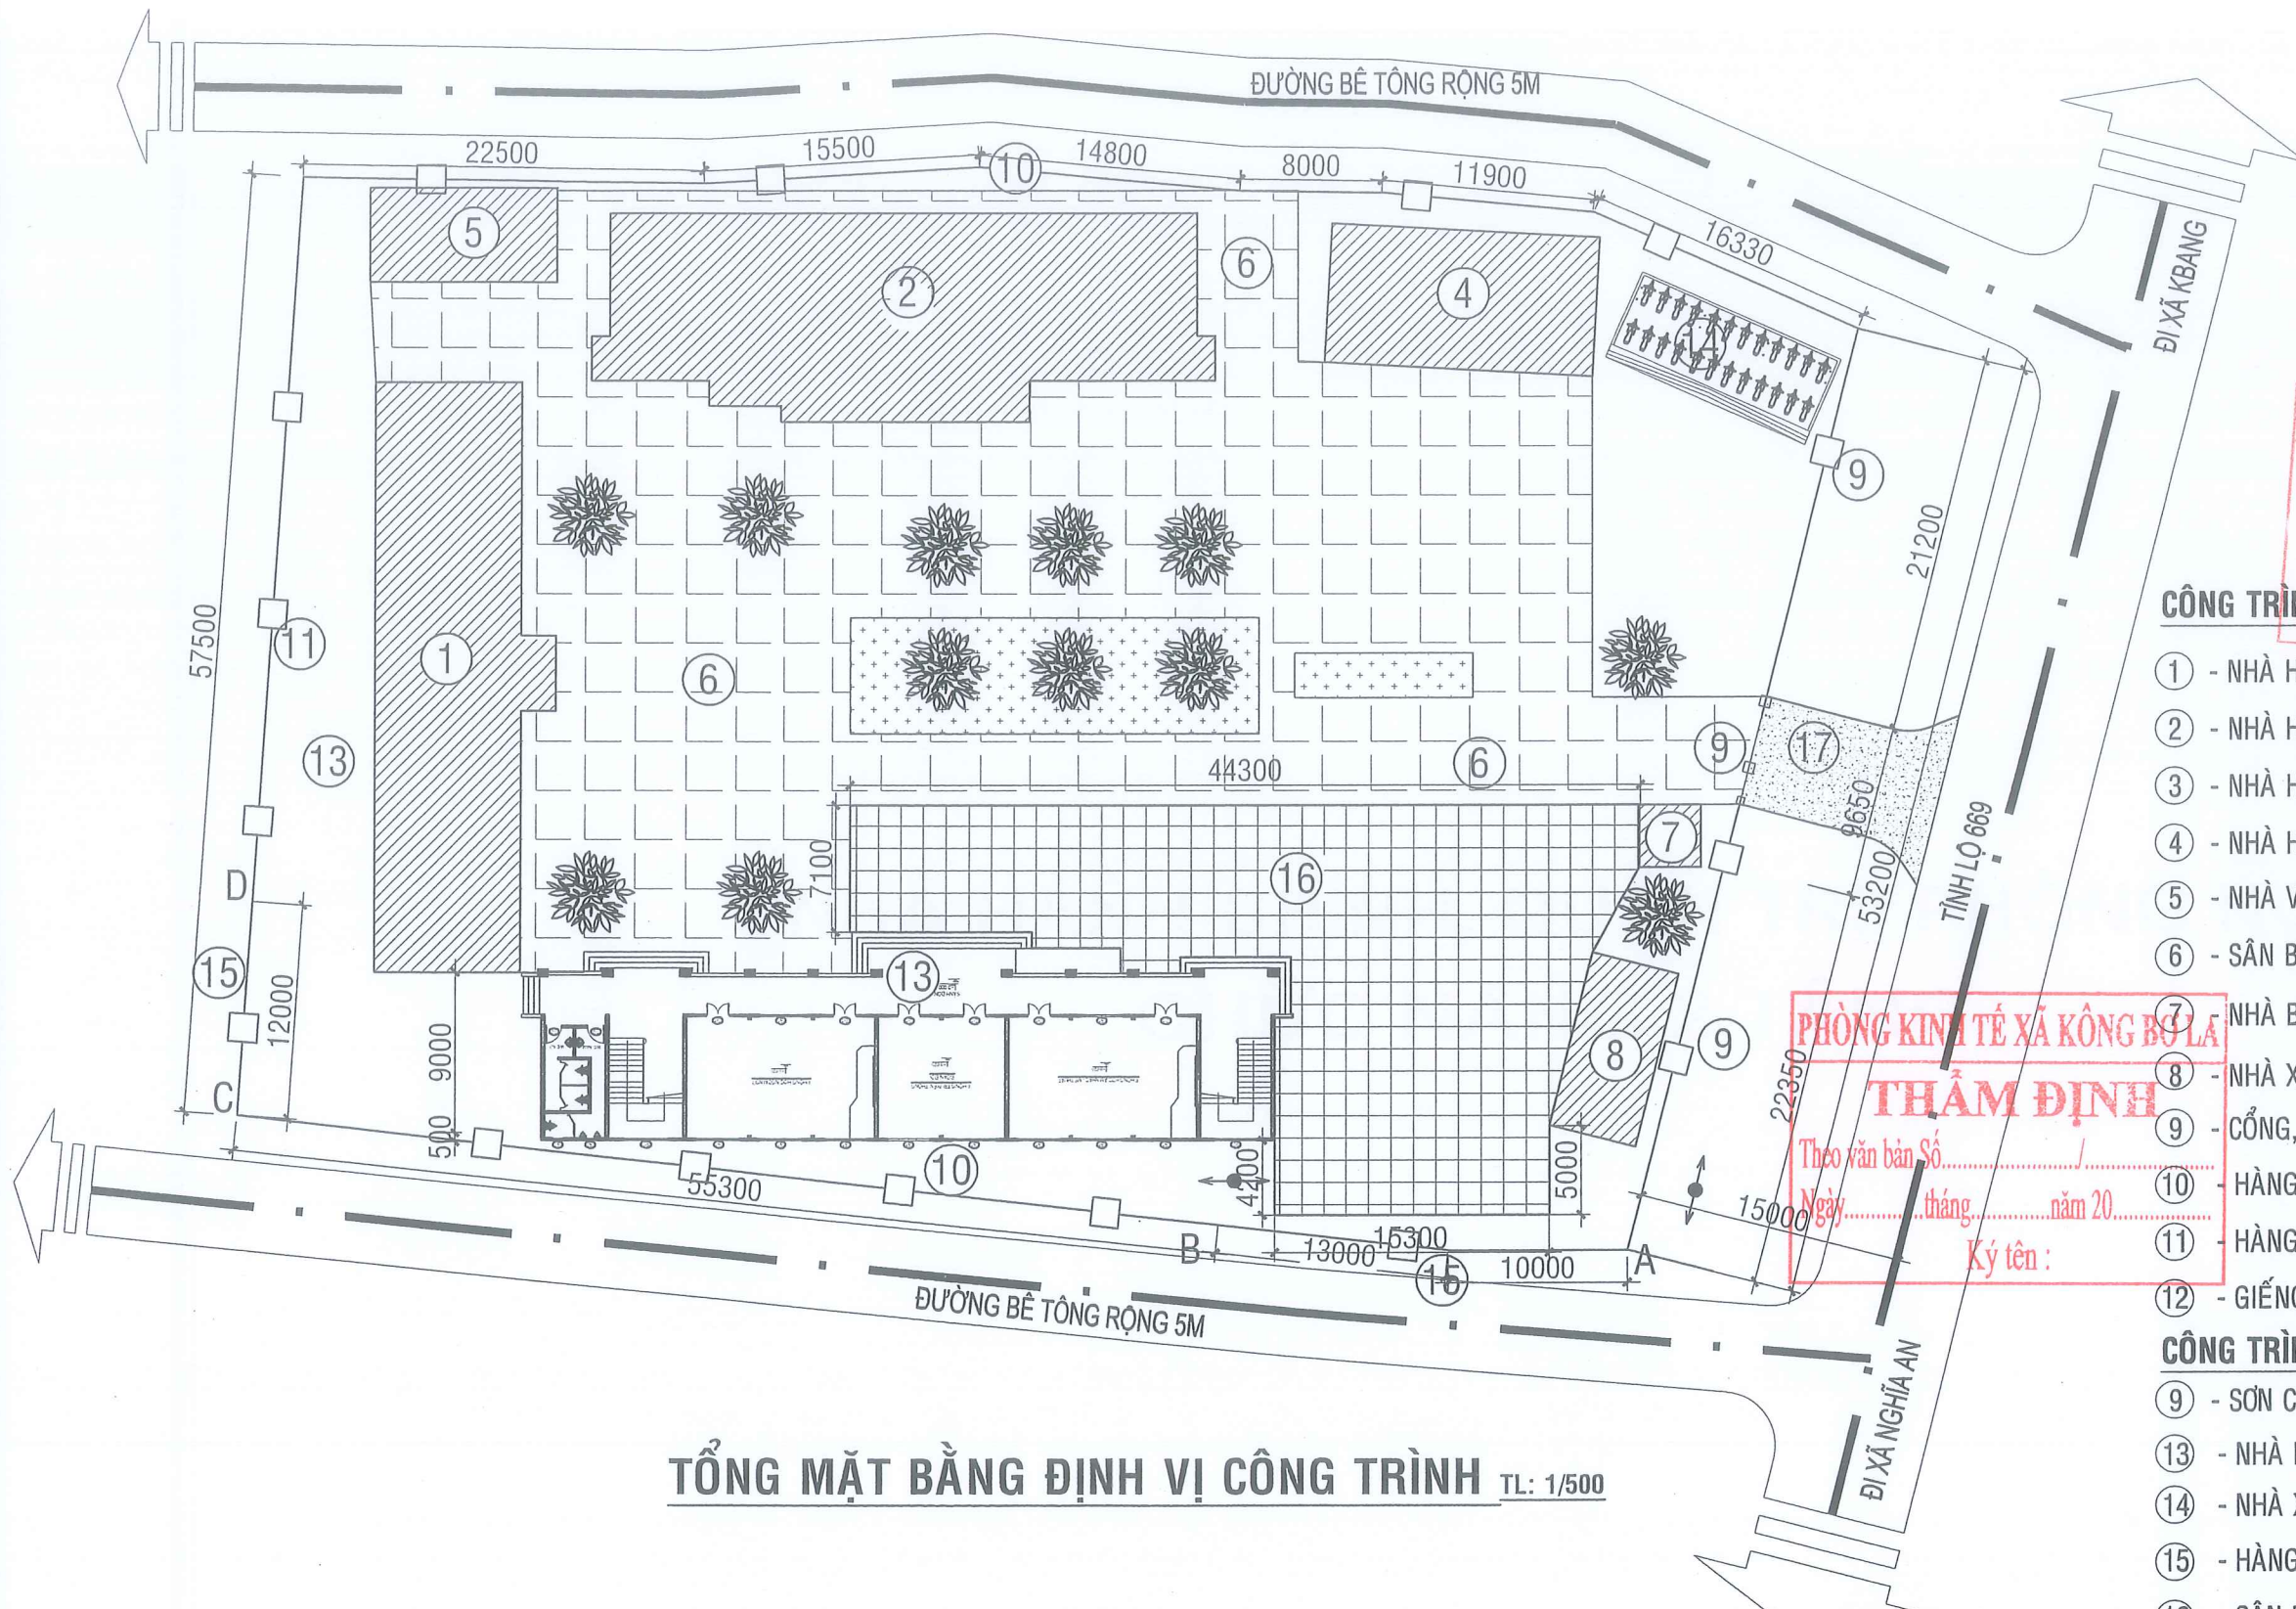 ĐƯỜNG BÊ TÔNG RỘNG 5M
22500
15500
10
14800
8000
11900
16330
5
2
6
4
14
ĐI XÃ KBANG
9
21200
57500
11
1
6
13
CÔNG TRÌ
1 - NHÀ H
2 - NHÀ H
3 - NHÀ H
4 - NHÀ H
5 - NHÀ V
6 - SÂN B
7 - NHÀ B
8 - NHÀ X
9 - CỔNG,
10 - HÀNG
11 - HÀNG
12 - GIẾNG
CÔNG TRÌ
9 - SƠN C
13 - NHÀ
14 - NHÀ
15 - HÀNG
44300
6
9
17
9650
53200
TỈNH LỘ 669
7100
16
7
D
15
12000
C
13
9000
500
8
9
22350
10
55300
4200
5000
B
13000
15300
15
10000
A
15000
PHÒNG KINH TẾ XÃ KÔNG BƠ LA
THẨM ĐỊNH
Theo văn bản Số............................/..........................
Ngày.............tháng................năm 20....................
Ký tên :
ĐƯỜNG BÊ TÔNG RỘNG 5M
ĐI XÃ NGHĨA AN
TỔNG MẶT BẰNG ĐỊNH VỊ CÔNG TRÌNH TL: 1/500